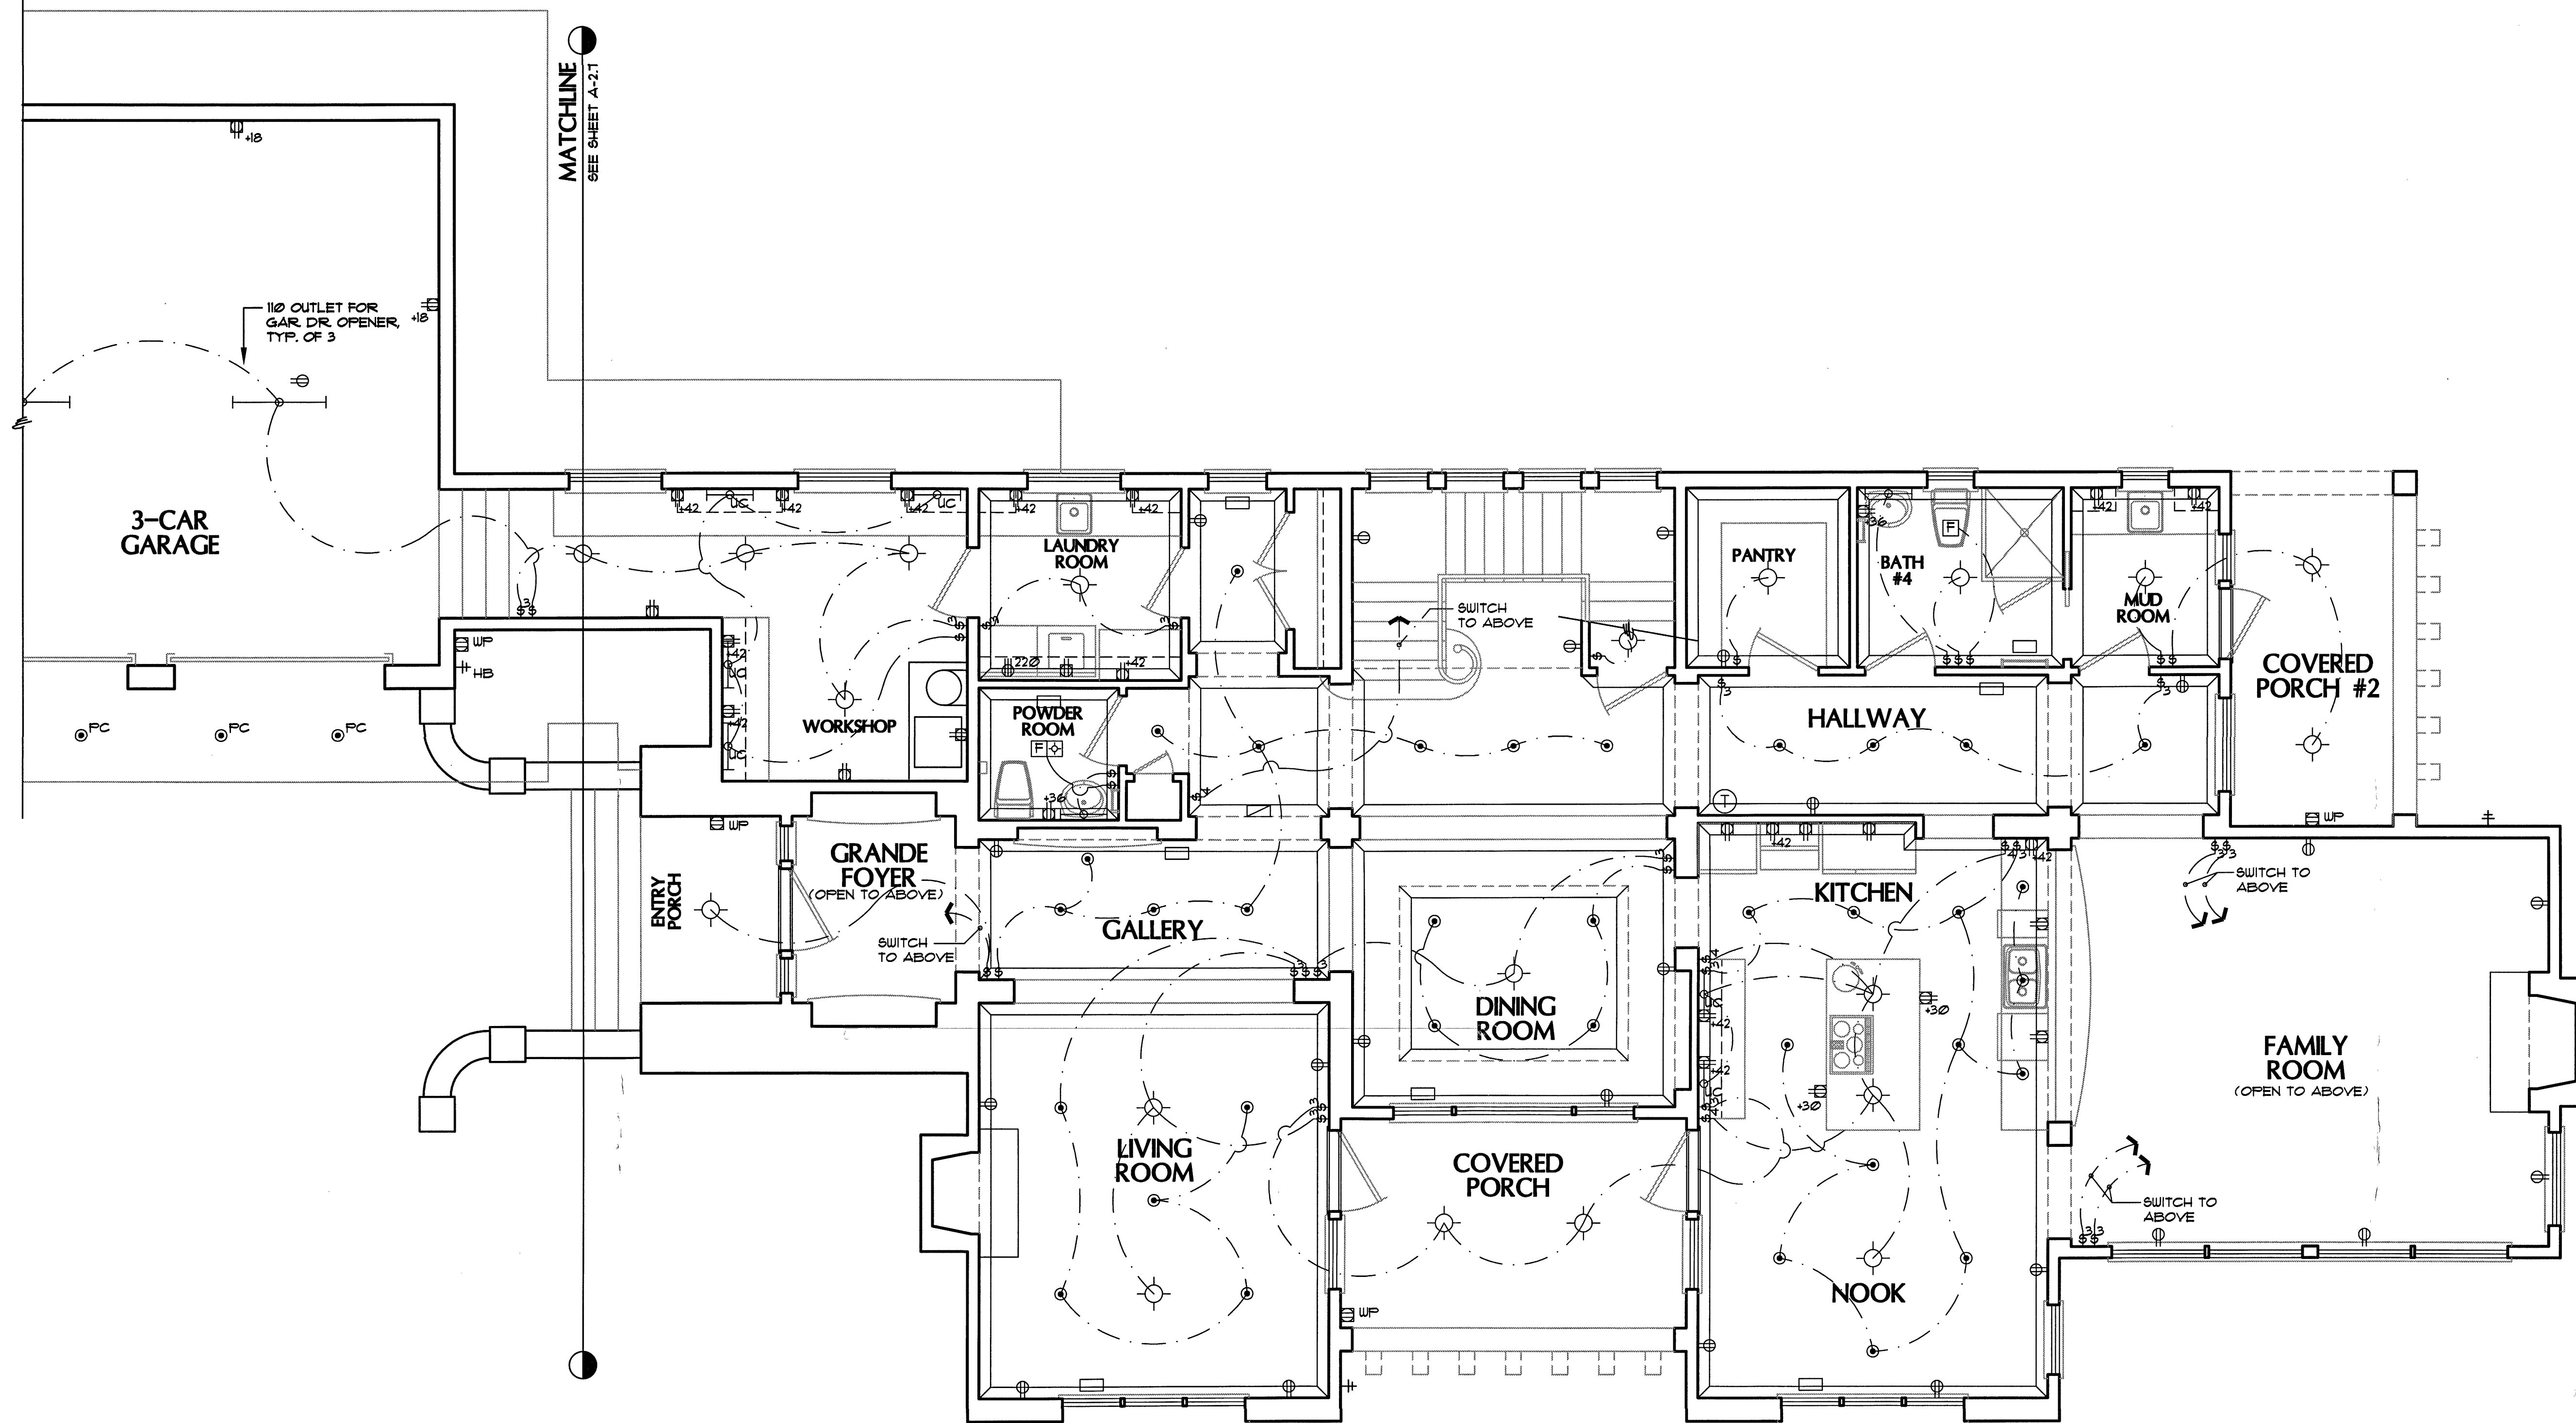 MATCHLINE
SEE SHEET A-2.1
+18
110 OUTLET FOR
GAR. DR. OPENER,
TYP. OF 3
+18
3-CAR
GARAGE
UC
UC
+42
+42
+42
+42
+42
+42
LAUNDRY
ROOM
PANTRY
+36
F
BATH
#4
MUD
ROOM
SWITCH
TO ABOVE
WP
HB
+42
UC
+42
UC
220
+42
WORKSHOP
POWDER
ROOM
F
+36
HALLWAY
T
COVERED
PORCH #2
PC
PC
PC
WP
WP
ENTRY
PORCH
GRANDE
FOYER
(OPEN TO ABOVE)
SWITCH
TO ABOVE
GALLERY
KITCHEN
+42
SWITCH TO
ABOVE
DINING
ROOM
UC
+42
+42
UC
+30
+30
FAMILY
ROOM
(OPEN TO ABOVE)
LIVING
ROOM
COVERED
PORCH
SWITCH TO
ABOVE
NOOK
WP